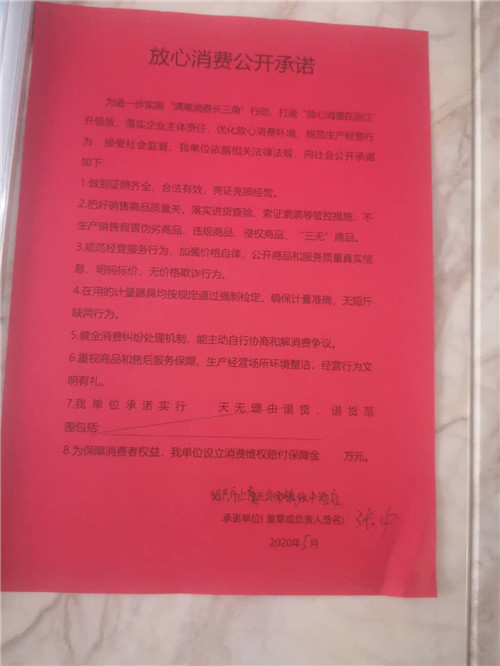 放心消费公开承诺
为进一步实施“满意消费长三角”行动，打造“放心消费在浙江”
升级版，落实企业主体责任，优化放心消费环境，规范生产经营行
为，接受社会监督，我单位依据相关法律法规，向社会公开承诺
如下：
1.做到证照齐全，合法有效，亮证亮照经营。
2.把好销售商品质量关，落实进货查验、索证索票等管控措施，不
生产销售假冒伪劣商品、违规商品、侵权商品、“三无”商品。
3.规范经营服务行为，加强价格自律，公开商品和服务质量真实信
息，明码标价，无价格欺诈行为。
4.在用的计量器具均按规定通过强制检定，确保计量准确，无短斤
缺两行为。
5.健全消费纠纷处理机制，能主动自行协商和解消费争议。
6.重视商品和售后服务保障，生产经营场所环境整洁，经营行为文
明有礼。
7.我单位承诺实行 天无理由退货，退货范
围包括:
8.为保障消费者权益，我单位设立消费维权赔付保障金 万元。
绍兴市上虞区
承诺单位(盖章或负责人签名): 张
2020年5月